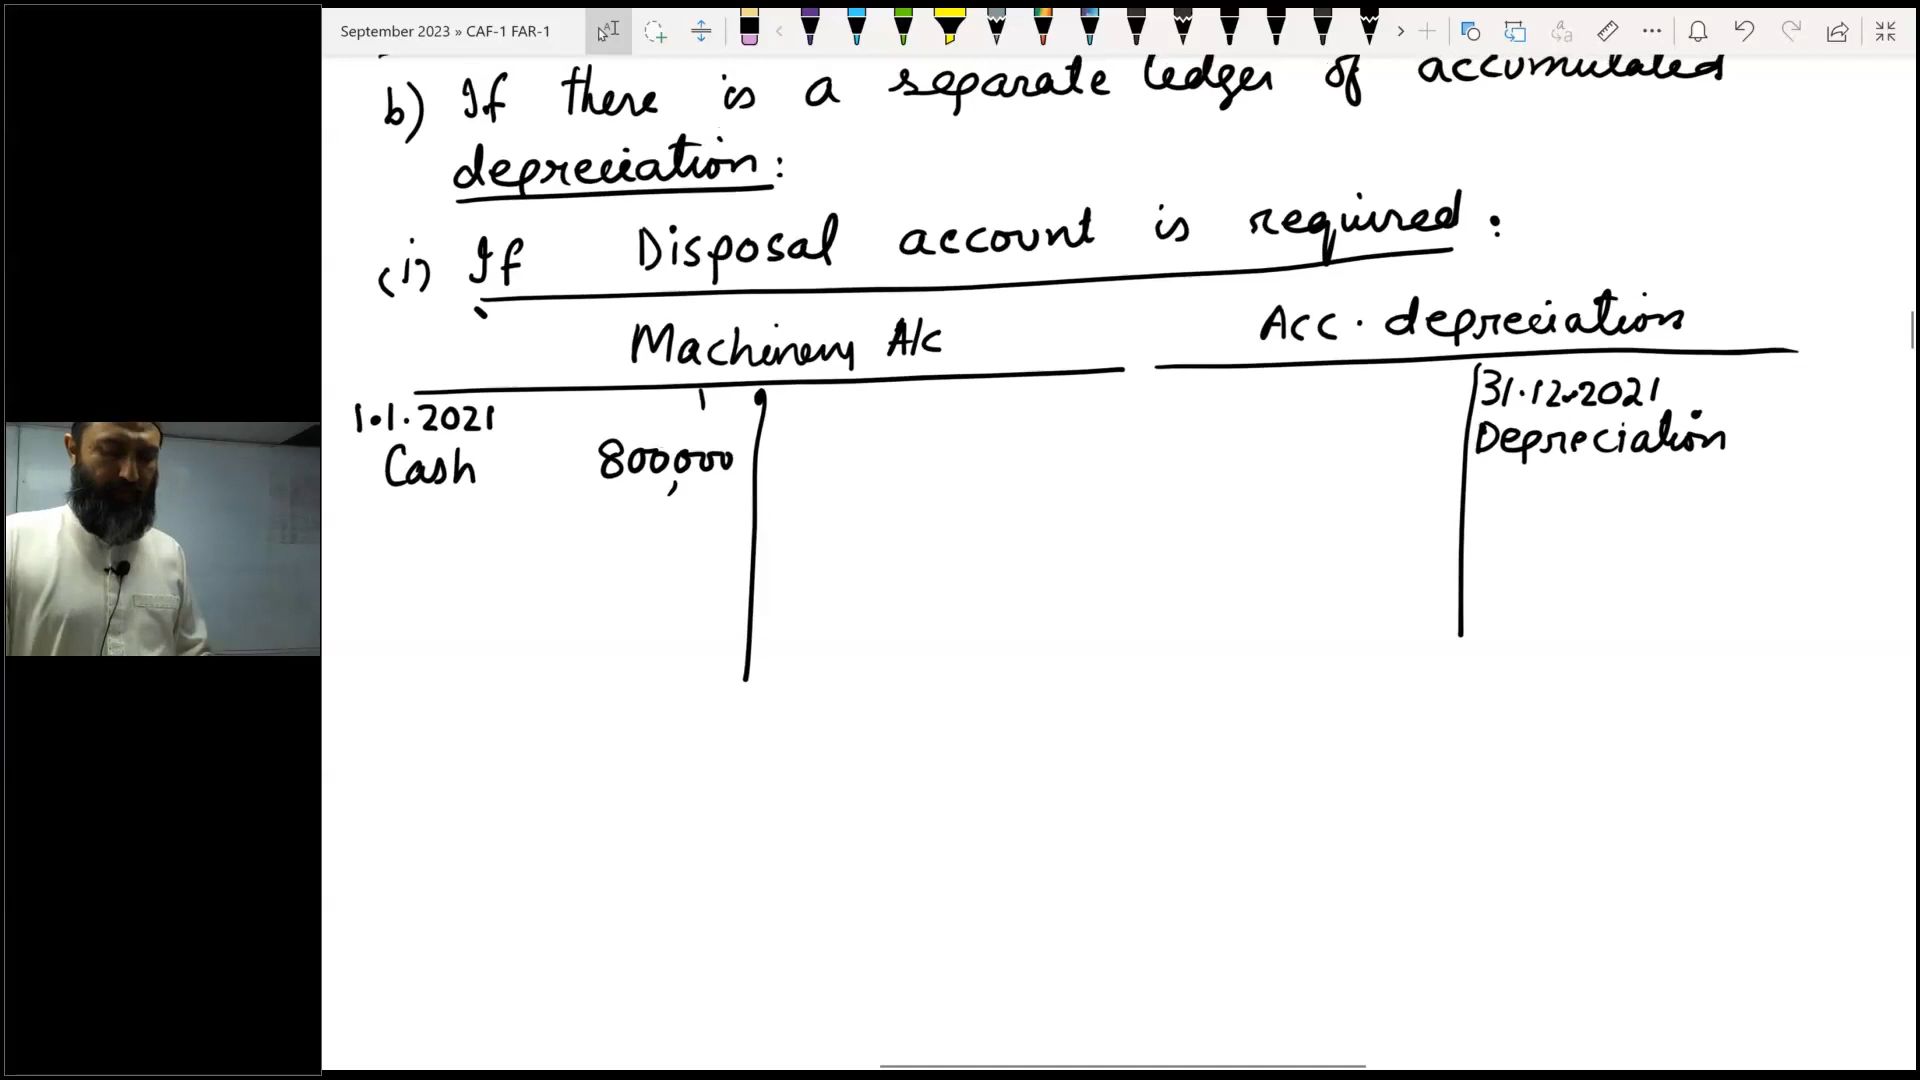 September 2023 » CAF-1 FAR-1
b) If there is a separate ledger of accumulated
depreciation:
(i) If Disposal account is required:
Machinery A/c
Acc. depreciation
1.1.2021
Cash 800,000
31.12.2021
Depreciation